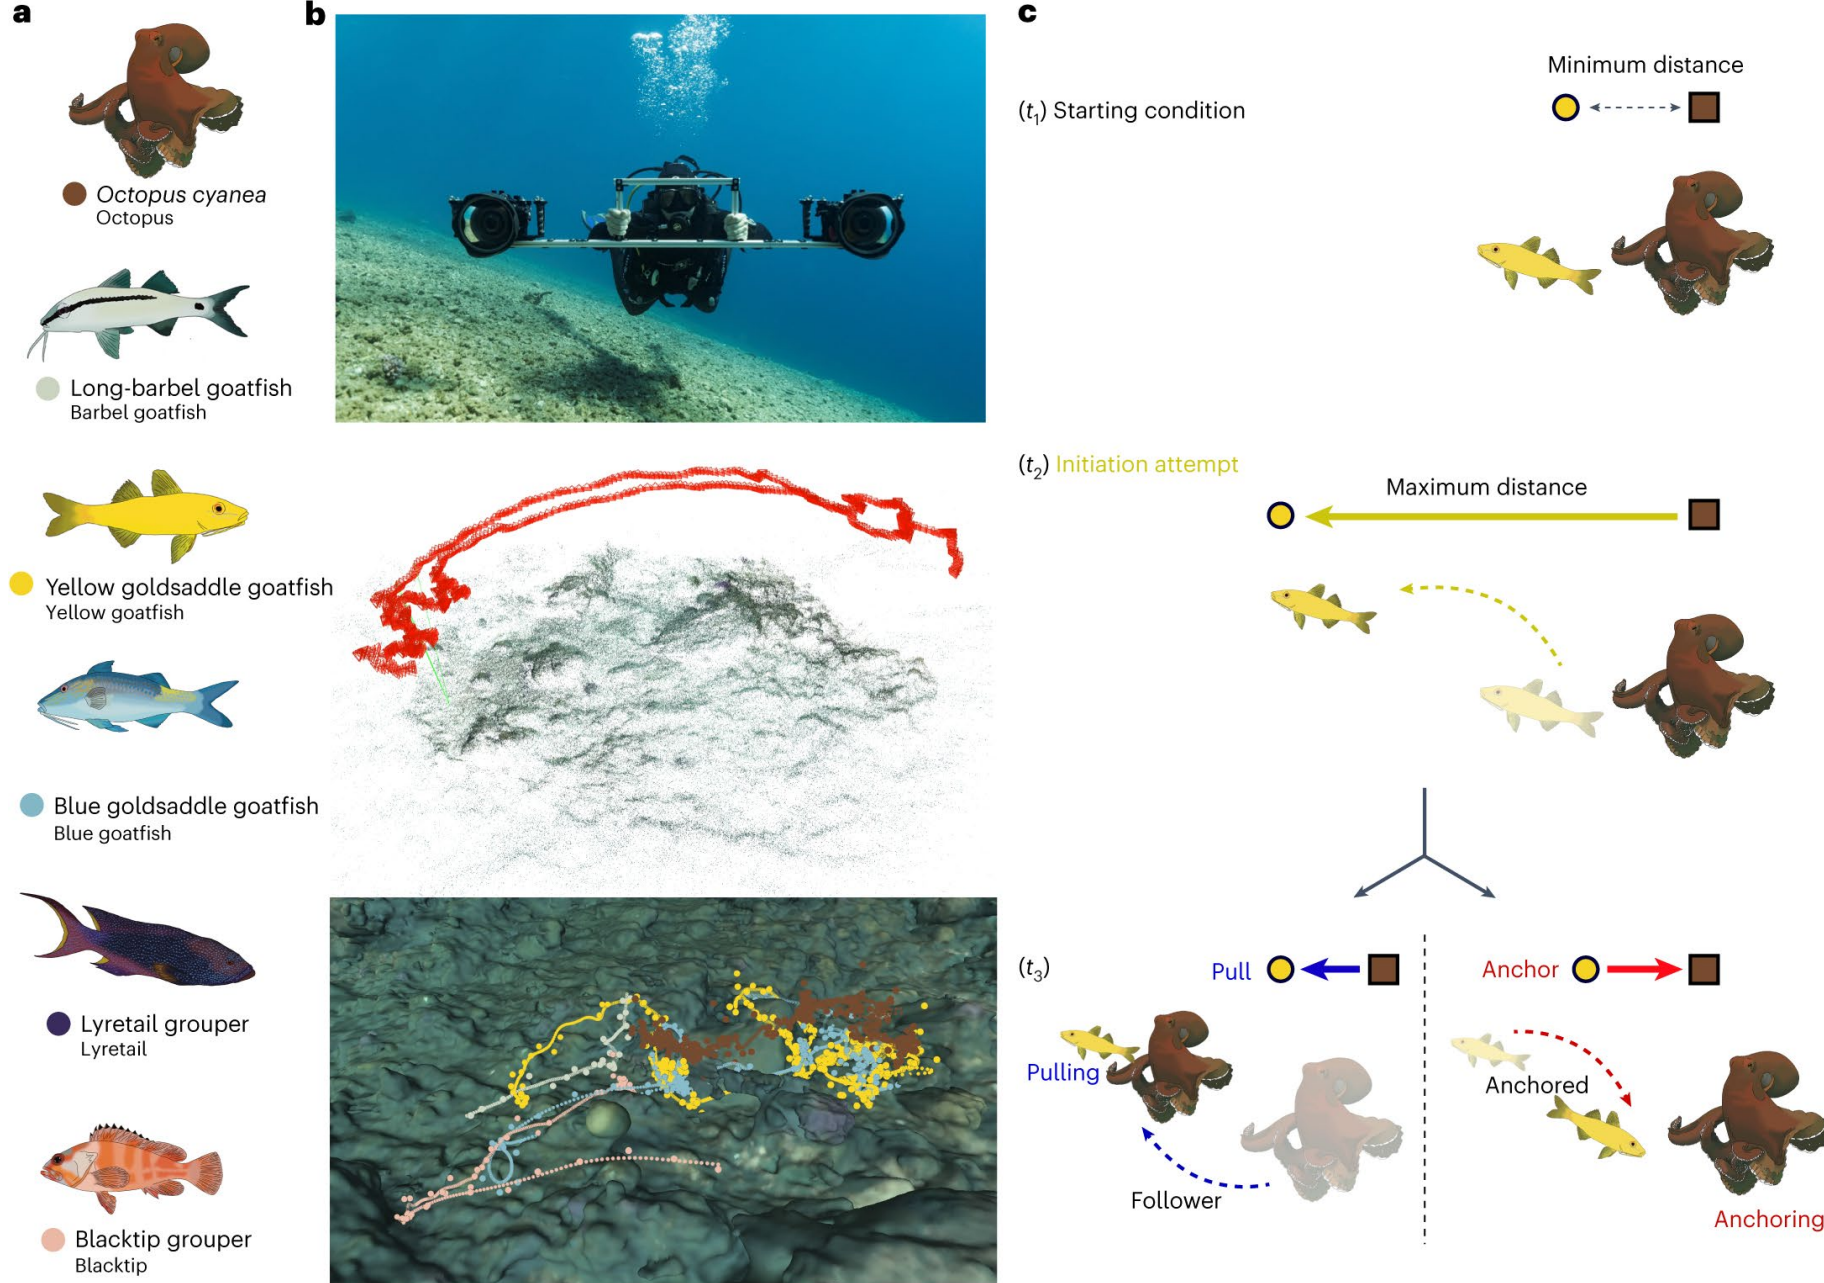 a
Octopus cyanea
Octopus
Long-barbel goatfish
Barbel goatfish
Yellow goldsaddle goatfish
Yellow goatfish
Blue goldsaddle goatfish
Blue goatfish
Lyretail grouper
Lyretail
Blacktip grouper
Blacktip
b
c
Minimum distance
(t1) Starting condition
(t2) Initiation attempt
Maximum distance
(t3)
Pull
Pulling
Follower
Anchor
Anchored
Anchoring